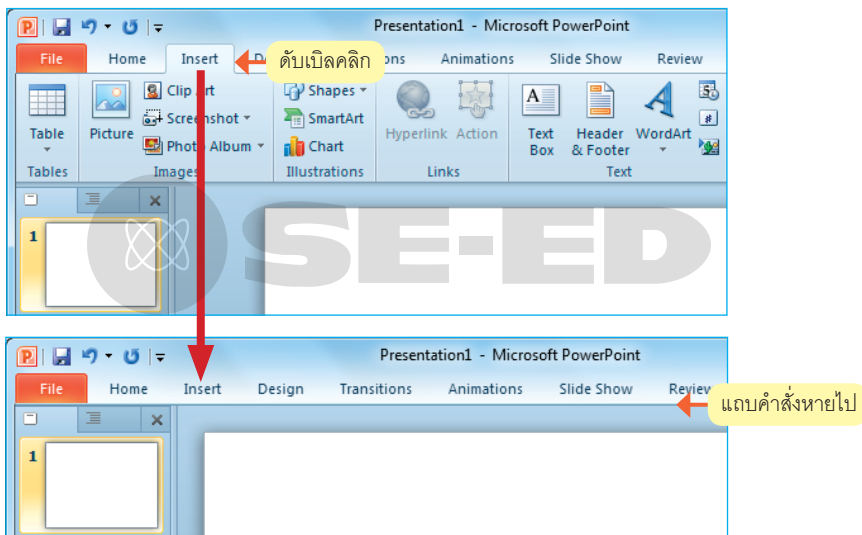 Presentation1 - Microsoft PowerPoint
File Home Insert ดับเบิลคลิก Animations Slide Show Review
Clip Art Shapes
Screenshot SmartArt
Table Picture Hyperlink Action Text Box Header & Footer WordArt
Photo Album Chart
Tables Images Illustrations Links Text
1
SE-ED
Presentation1 - Microsoft PowerPoint
File Home Insert Design Transitions Animations Slide Show Review
แถบคำสั่งหายไป
1